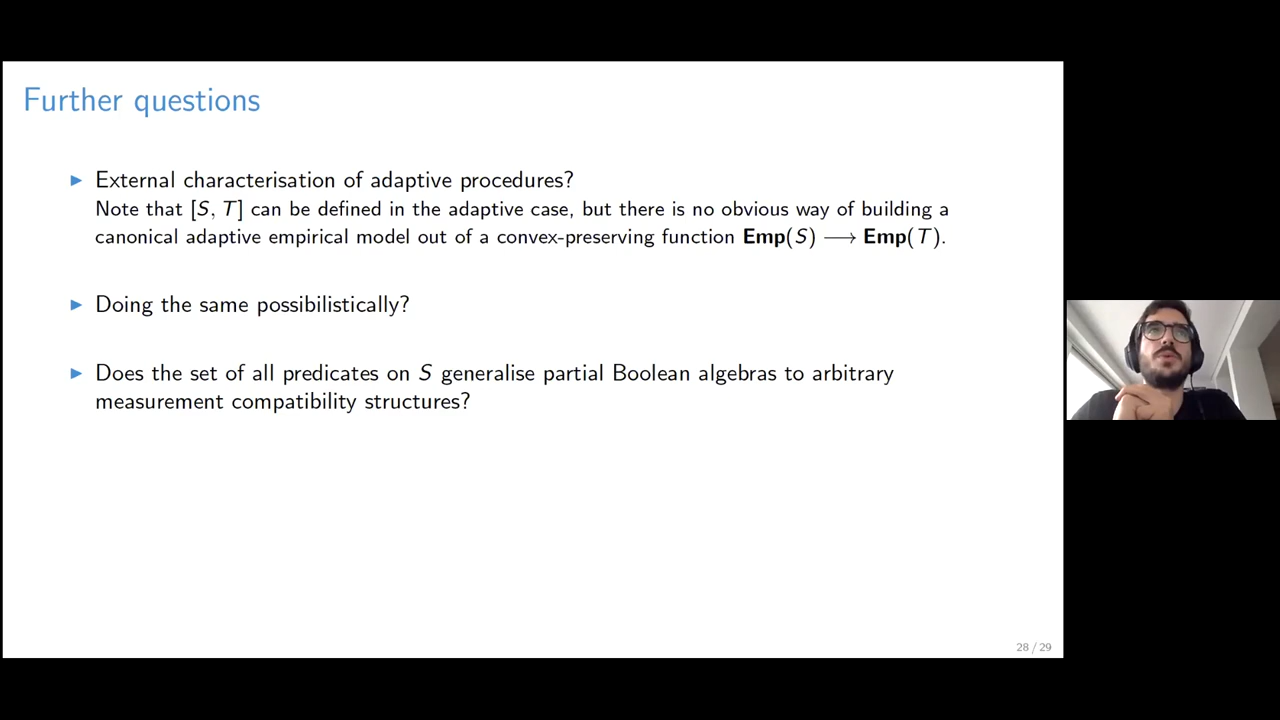 Further questions
▶ External characterisation of adaptive procedures?
Note that [S, T] can be defined in the adaptive case, but there is no obvious way of building a
canonical adaptive empirical model out of a convex-preserving function Emp(S) ⟶ Emp(T).
▶ Doing the same possibilistically?
▶ Does the set of all predicates on S generalise partial Boolean algebras to arbitrary
measurement compatibility structures?
28 / 29